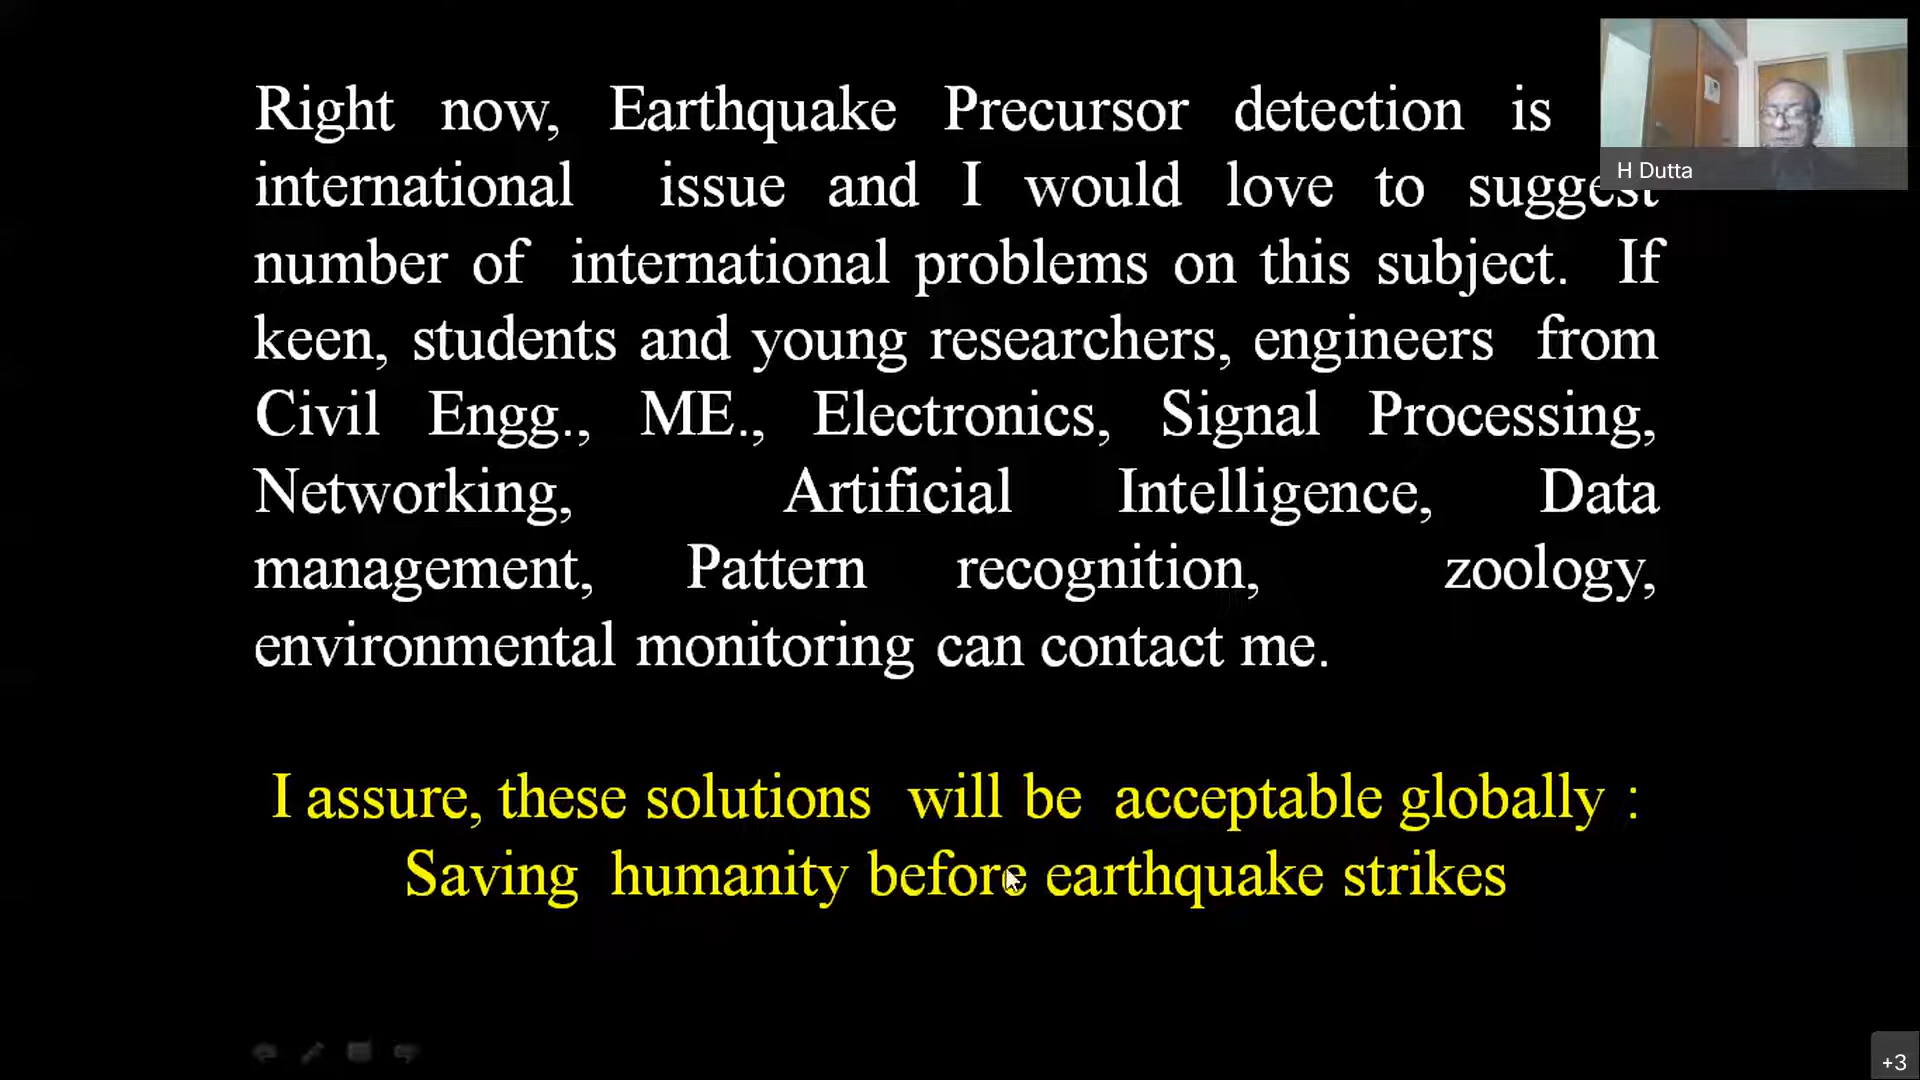 Right now, Earthquake Precursor detection is
H Dutta
international issue and I would love to suggest
number of international problems on this subject. If
keen, students and young researchers, engineers from
Civil Engg., ME., Electronics, Signal Processing,
Networking, Artificial Intelligence, Data
management, Pattern recognition, zoology,
environmental monitoring can contact me.
I assure, these solutions will be acceptable globally :
Saving humanity before earthquake strikes
+3